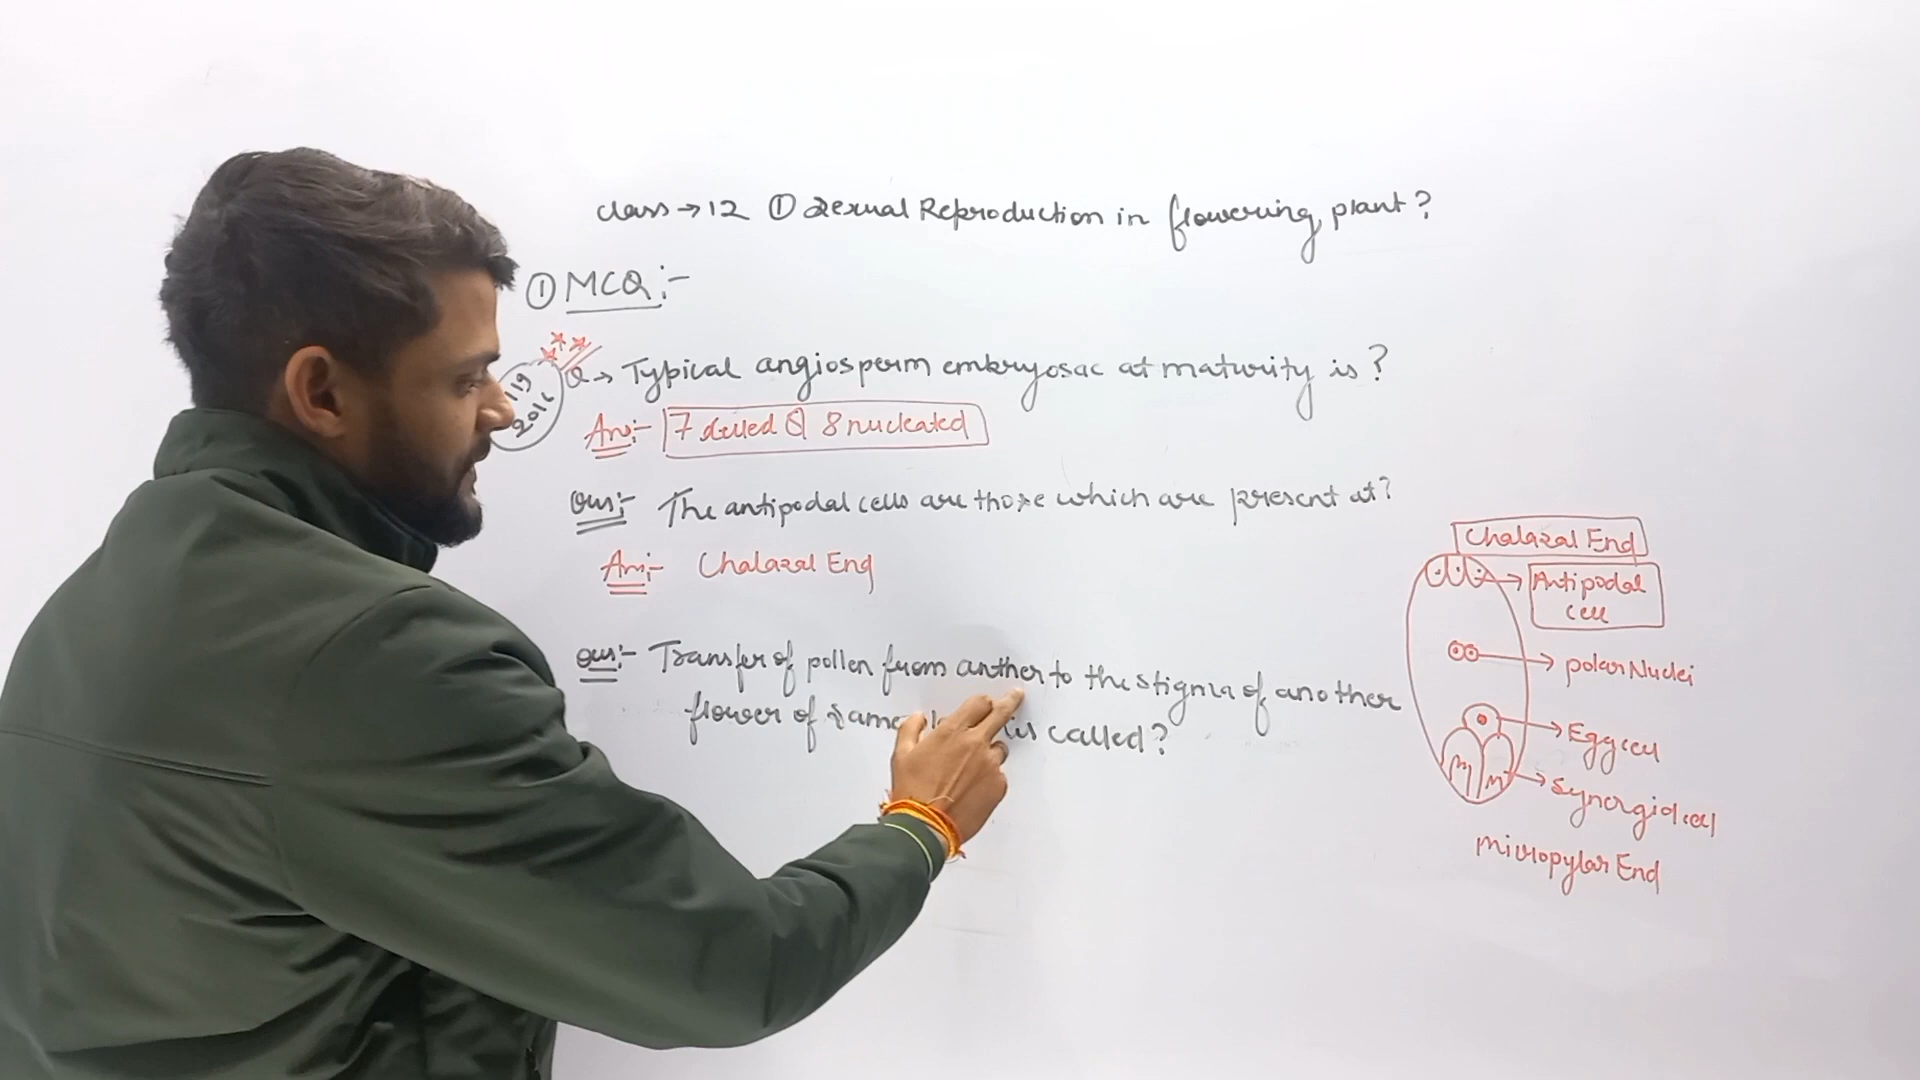 class → 12 ① Sexual Reproduction in flowering plant?
① MCQ:-
119
2016
Q → Typical angiosperm embryosac at maturity is?
Ans:- 7 celled & 8 nucleated
Ques:- The antipodal cells are those which are present at?
Ans:- Chalazal End
Ques:- Transfer of pollen from anther to the stigma of another
flower of same is called?
Chalazal End
Antipodal
cell
polar Nuclei
Egg cell
Synergid cell
Micropylar End